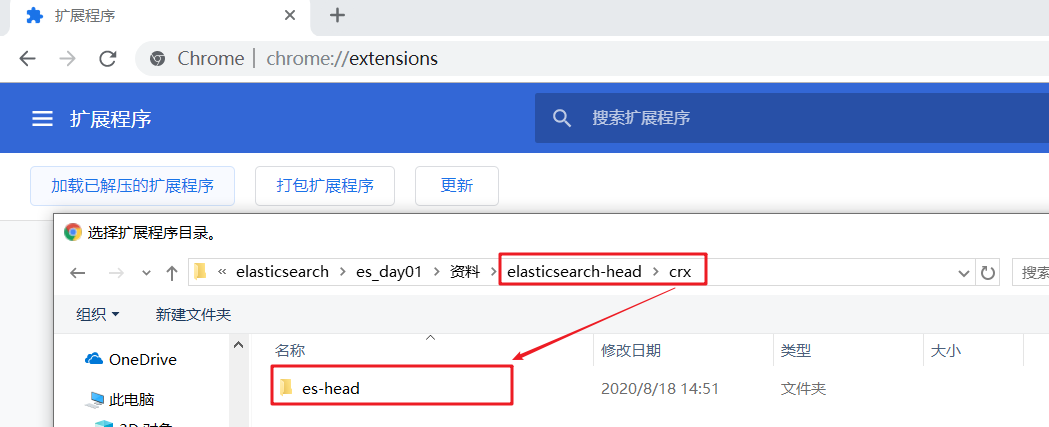 扩展程序
Chrome | chrome://extensions
扩展程序 搜索扩展程序
加载已解压的扩展程序 打包扩展程序 更新
选择扩展程序目录。
« elasticsearch › es_day01 › 资料 › elasticsearch-head › crx 搜索
组织 新建文件夹
名称 修改日期 类型 大小
OneDrive
es-head 2020/8/18 14:51 文件夹
此电脑
3D 对象